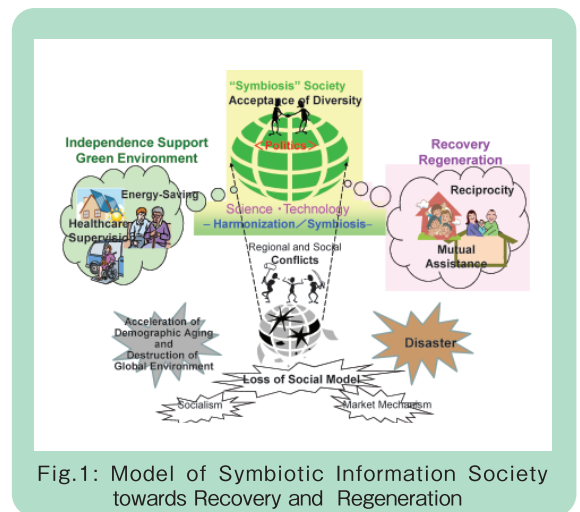 “Symbiosis” Society
Acceptance of Diversity
<Politics>
Independence Support
Green Environment
Energy-Saving
Healthcare
Supervision
Recovery
Regeneration
Reciprocity
Mutual
Assistance
Science・Technology
– Harmonization／Symbiosis–
Regional and Social
Conflicts
Acceleration of
Demographic Aging
and
Destruction of
Global Environment
Disaster
Loss of Social Model
Socialism
Market Mechanism
Fig.1: Model of Symbiotic Information Society
towards Recovery and Regeneration